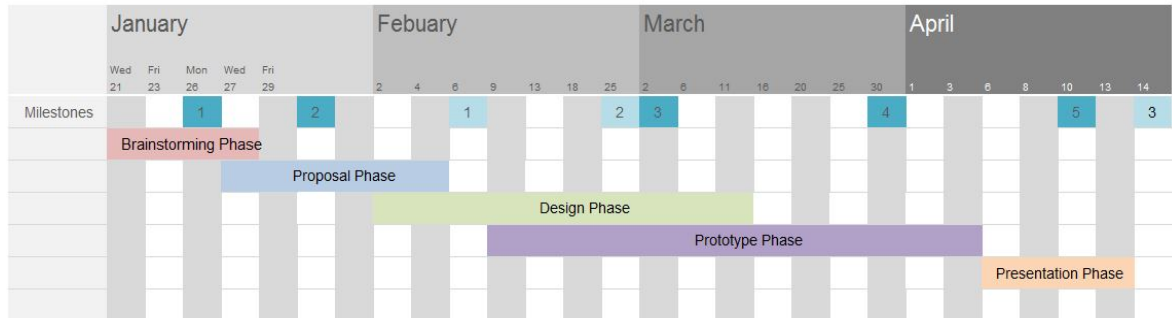 January Febuary March April
Wed Fri Mon Wed Fri
21 23 26 27 29 2 4 6 9 13 18 25 2 6 11 16 20 25 30 1 3 6 8 10 13 14
Milestones 1 2 1 2 3 4 5 3
Brainstorming Phase
Proposal Phase
Design Phase
Prototype Phase
Presentation Phase